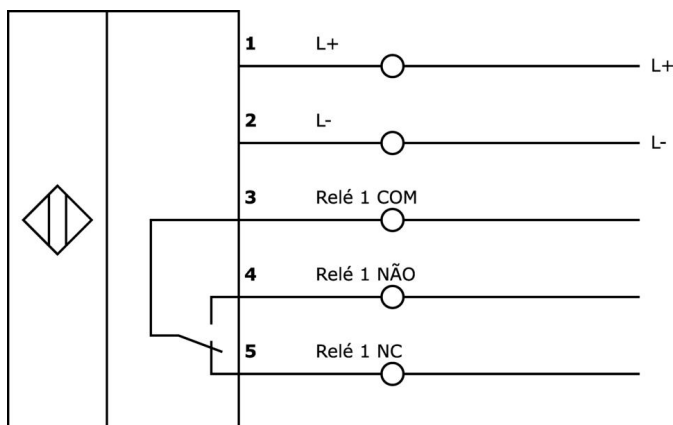 1 L+ L+
2 L- L-
3 Relé 1 COM
4 Relé 1 NÃO
5 Relé 1 NC